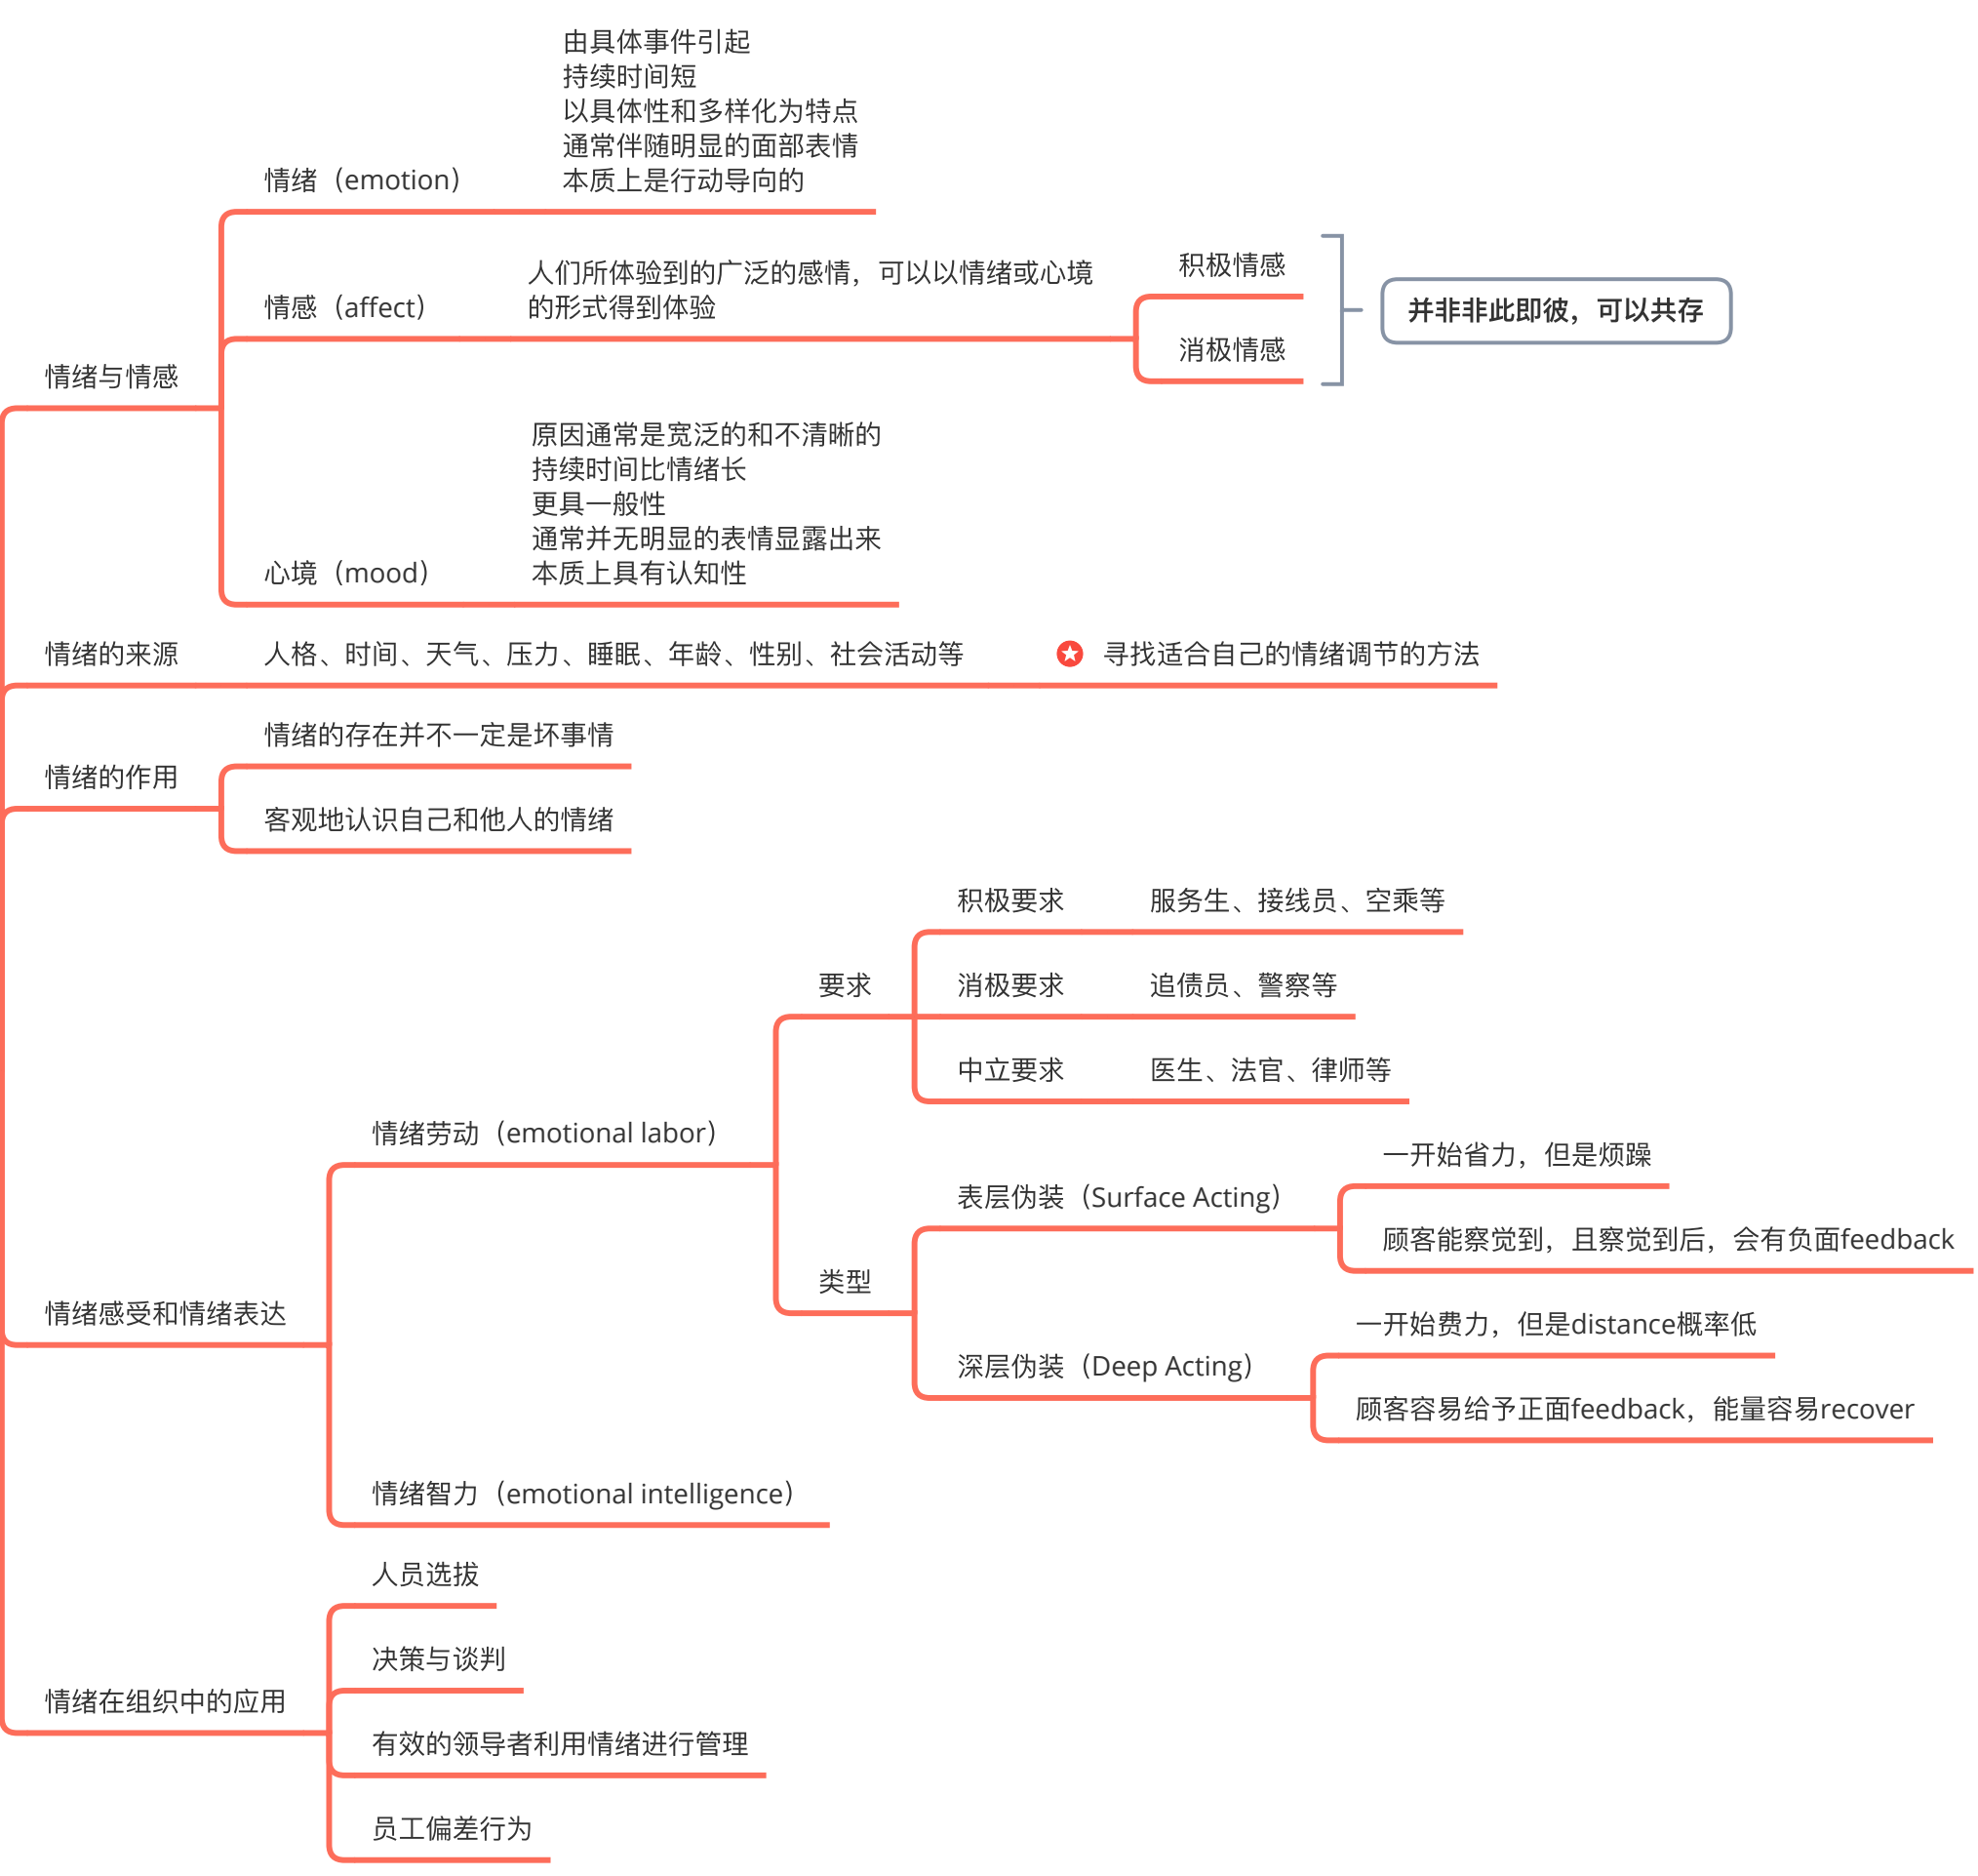 由具体事件引起
持续时间短
以具体性和多样化为特点
通常伴随明显的面部表情
情绪（emotion）
本质上是行动导向的
人们所体验到的广泛的感情，可以以情绪或心境
情感（affect）
的形式得到体验
积极情感
消极情感
并非非此即彼，可以共存
情绪与情感
原因通常是宽泛的和不清晰的
持续时间比情绪长
更具一般性
通常并无明显的表情显露出来
心境（mood）
本质上具有认知性
情绪的来源
人格、时间、天气、压力、睡眠、年龄、性别、社会活动等
寻找适合自己的情绪调节的方法
情绪的作用
情绪的存在并不一定是坏事情
客观地认识自己和他人的情绪
情绪感受和情绪表达
情绪劳动（emotional labor）
要求
积极要求
服务生、接线员、空乘等
消极要求
追债员、警察等
中立要求
医生、法官、律师等
类型
表层伪装（Surface Acting）
一开始省力，但是烦躁
顾客能察觉到，且察觉到后，会有负面feedback
深层伪装（Deep Acting）
一开始费力，但是distance概率低
顾客容易给予正面feedback，能量容易recover
情绪智力（emotional intelligence）
情绪在组织中的应用
人员选拔
决策与谈判
有效的领导者利用情绪进行管理
员工偏差行为